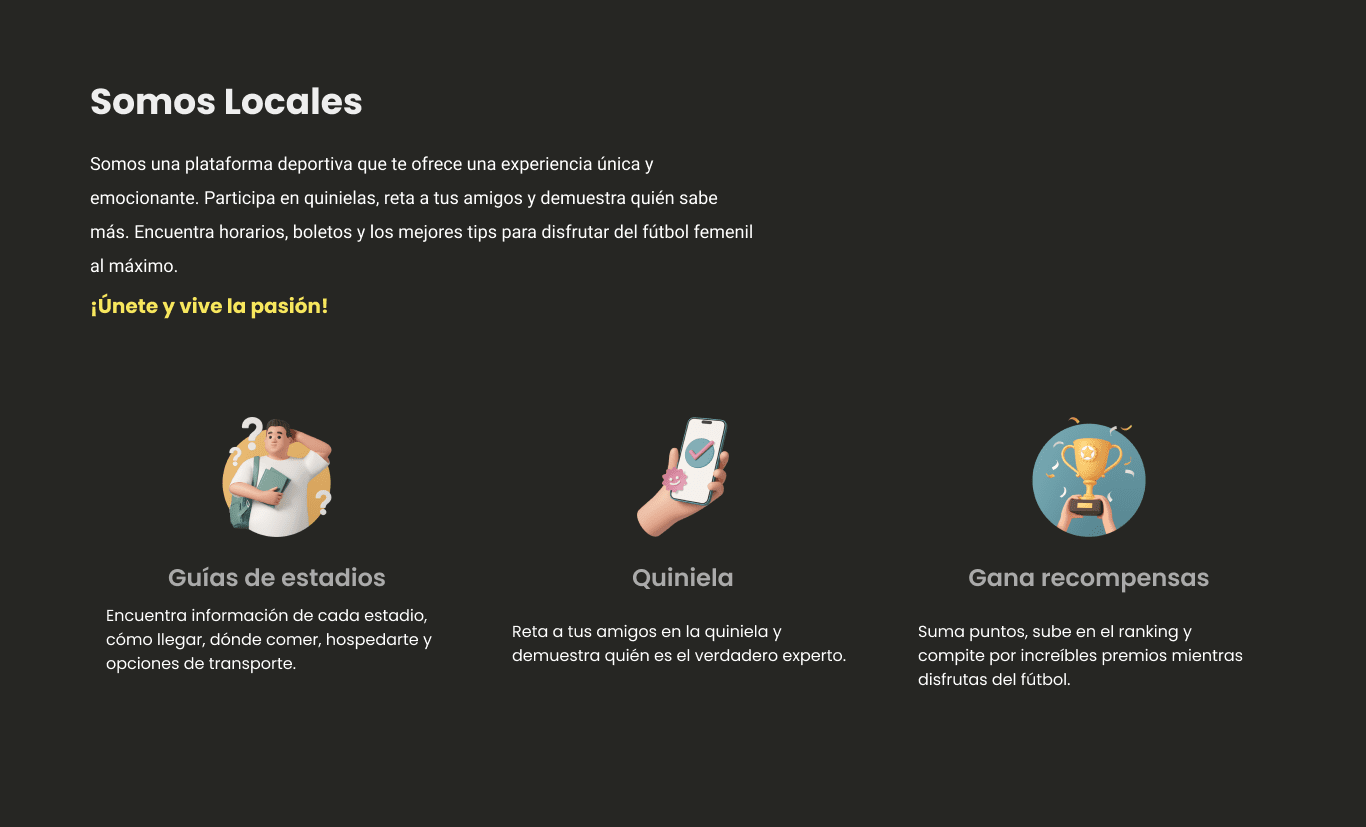 Somos Locales
Somos una plataforma deportiva que te ofrece una experiencia única y
emocionante. Participa en quinielas, reta a tus amigos y demuestra quién sabe
más. Encuentra horarios, boletos y los mejores tips para disfrutar del fútbol femenil
al máximo.
¡Únete y vive la pasión!
Guías de estadios
Encuentra información de cada estadio,
cómo llegar, dónde comer, hospedarte y
opciones de transporte.
Quiniela
Reta a tus amigos en la quiniela y
demuestra quién es el verdadero experto.
Gana recompensas
Suma puntos, sube en el ranking y
compite por increíbles premios mientras
disfrutas del fútbol.